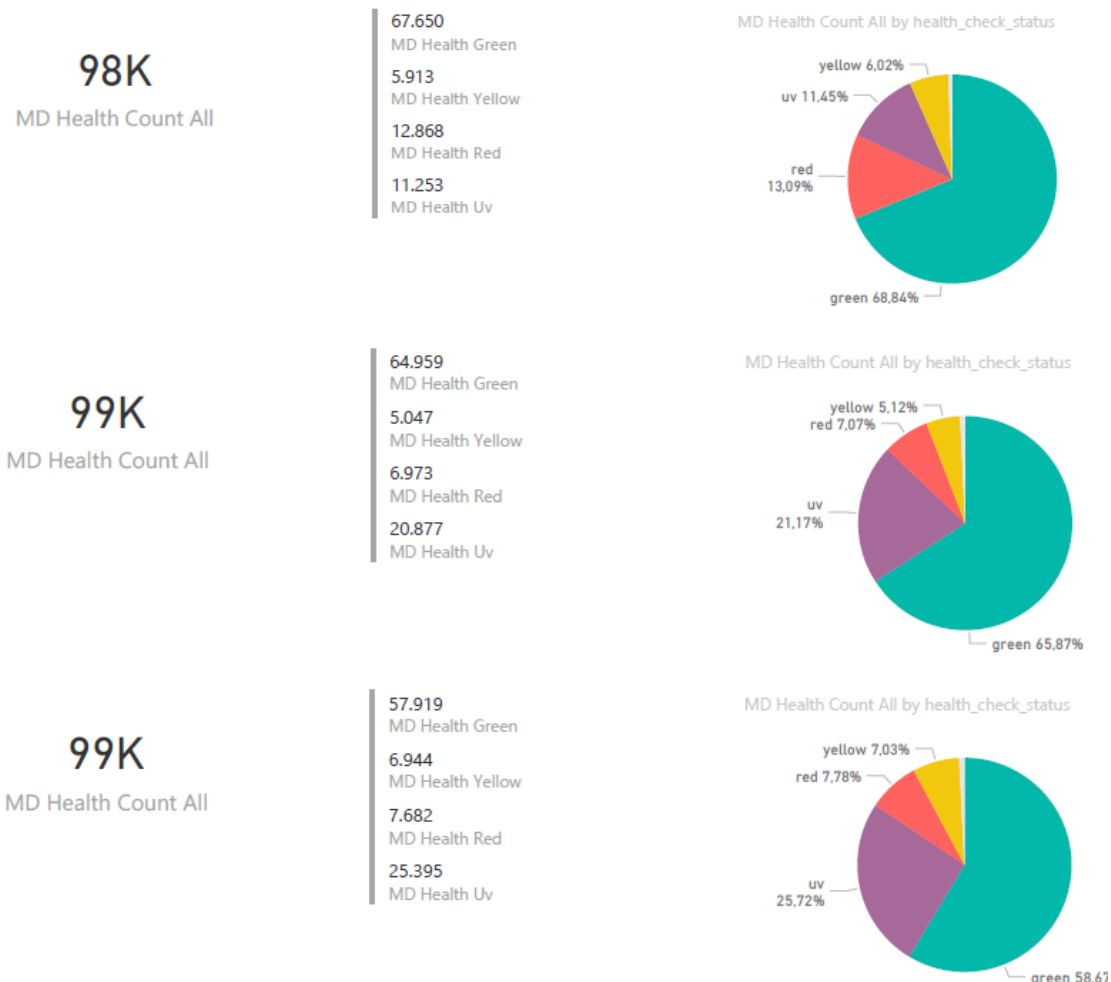 98K
MD Health Count All
67.650
MD Health Green
5.913
MD Health Yellow
12.868
MD Health Red
11.253
MD Health Uv
MD Health Count All by health_check_status
yellow 6,02%
uv 11,45%
red
13,09%
green 68,84%
99K
MD Health Count All
64.959
MD Health Green
5.047
MD Health Yellow
6.973
MD Health Red
20.877
MD Health Uv
MD Health Count All by health_check_status
yellow 5,12%
red 7,07%
uv
21,17%
green 65,87%
99K
MD Health Count All
57.919
MD Health Green
6.944
MD Health Yellow
7.682
MD Health Red
25.395
MD Health Uv
MD Health Count All by health_check_status
yellow 7,03%
red 7,78%
uv
25,72%
green 58,67